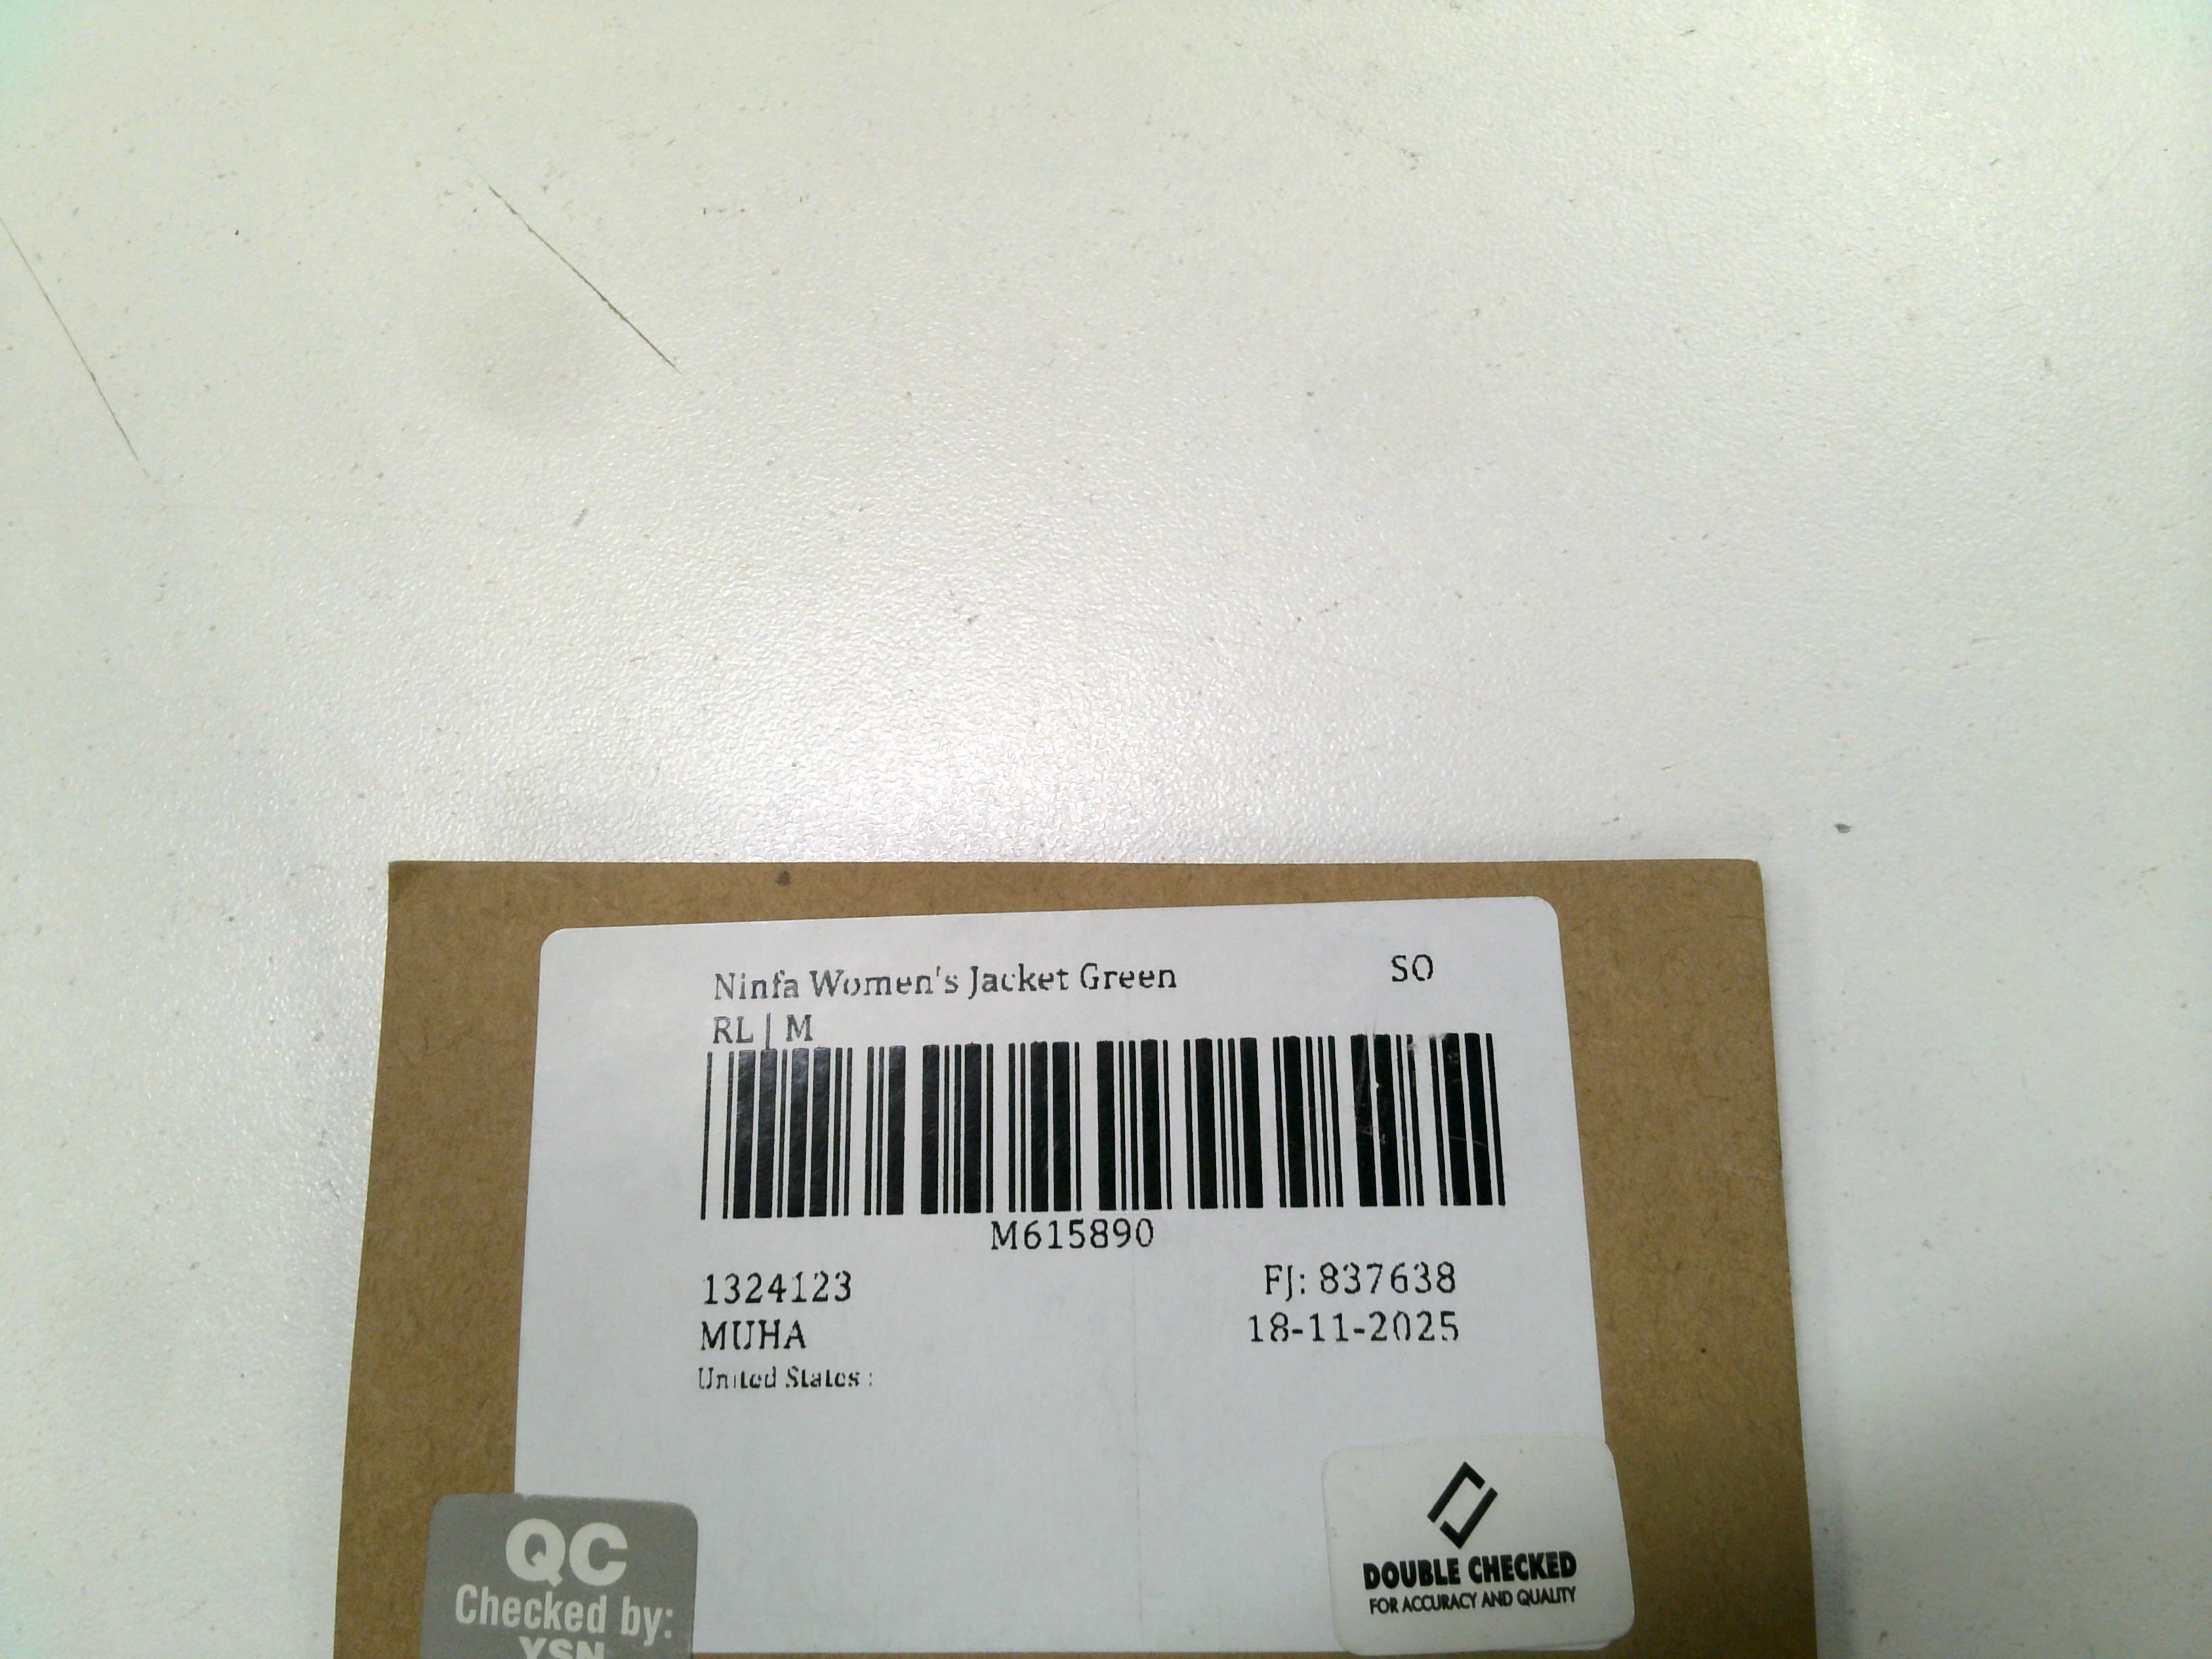 Ninfa Women's Jacket Green SO
RL | M
M615890
1324123 FJ: 837638
MUHA 18-11-2025
United States :
QC
Checked by:
YSN
DOUBLE CHECKED
FOR ACCURACY AND QUALITY